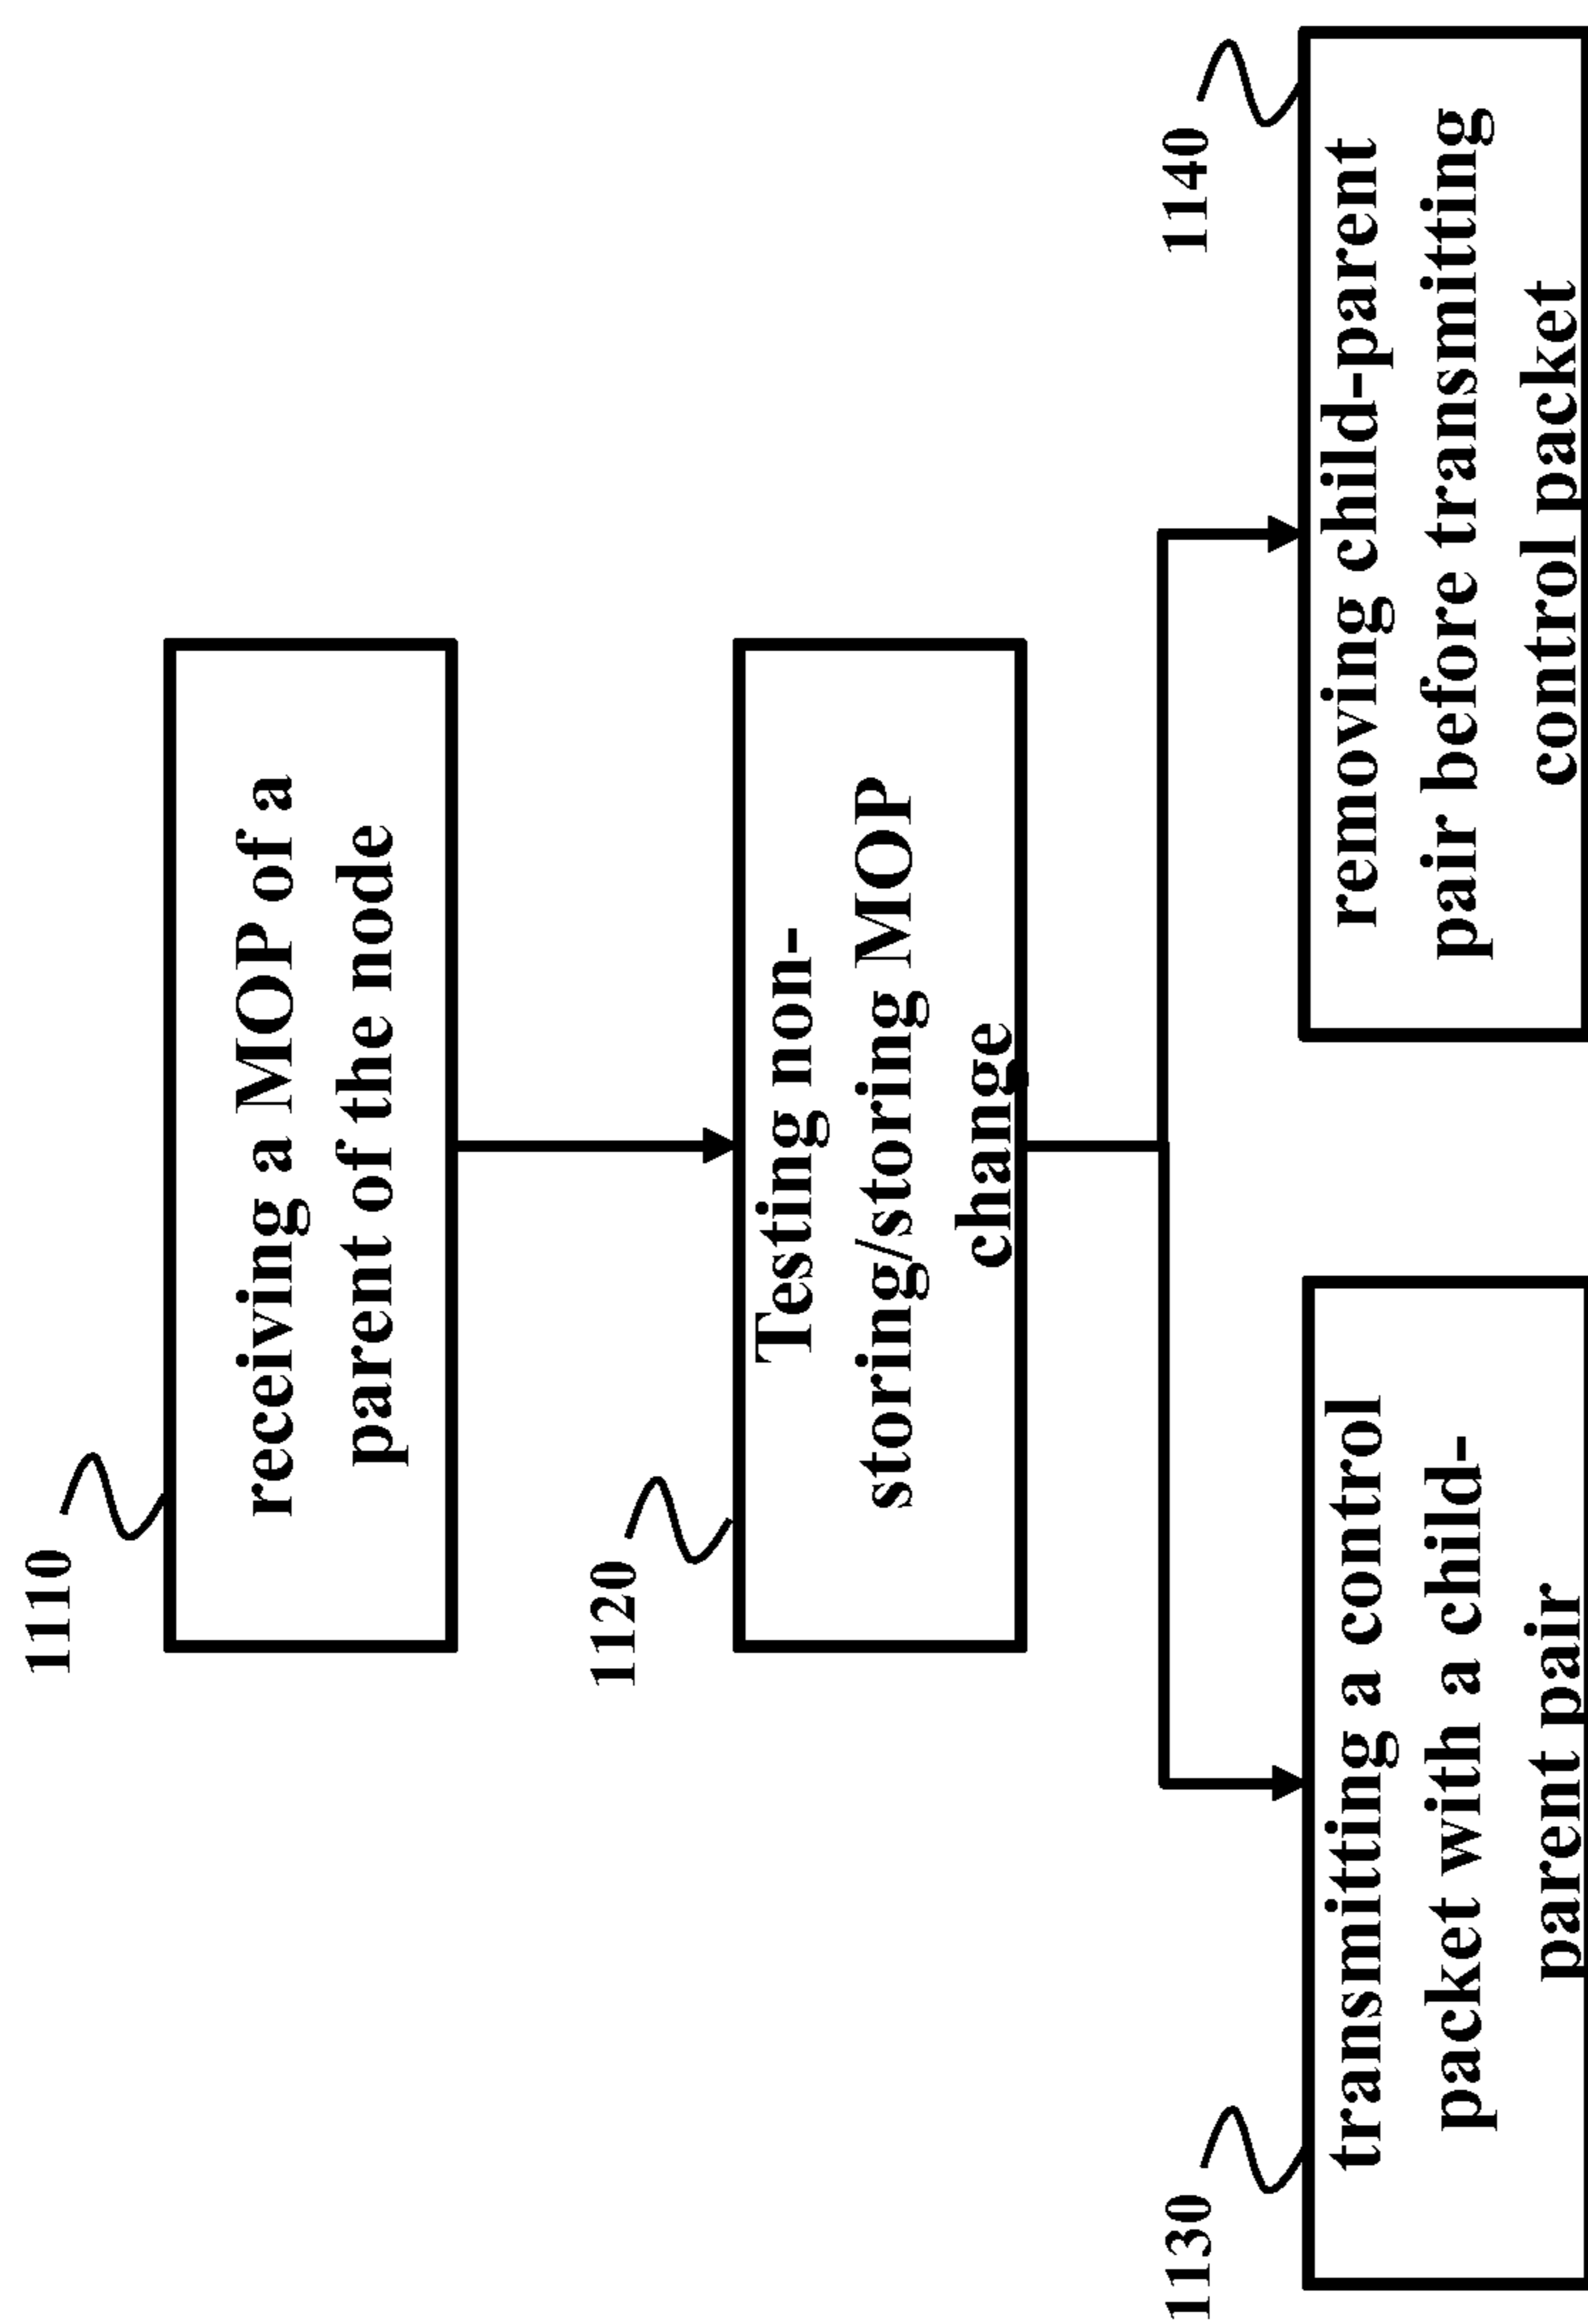 1110
receiving a MOP of a
parent of the node
1120
Testing non-
storing/storing MOP
change
1130
transmitting a control
packet with a child-
parent pair
1140
removing child-parent
pair before transmitting
control packet